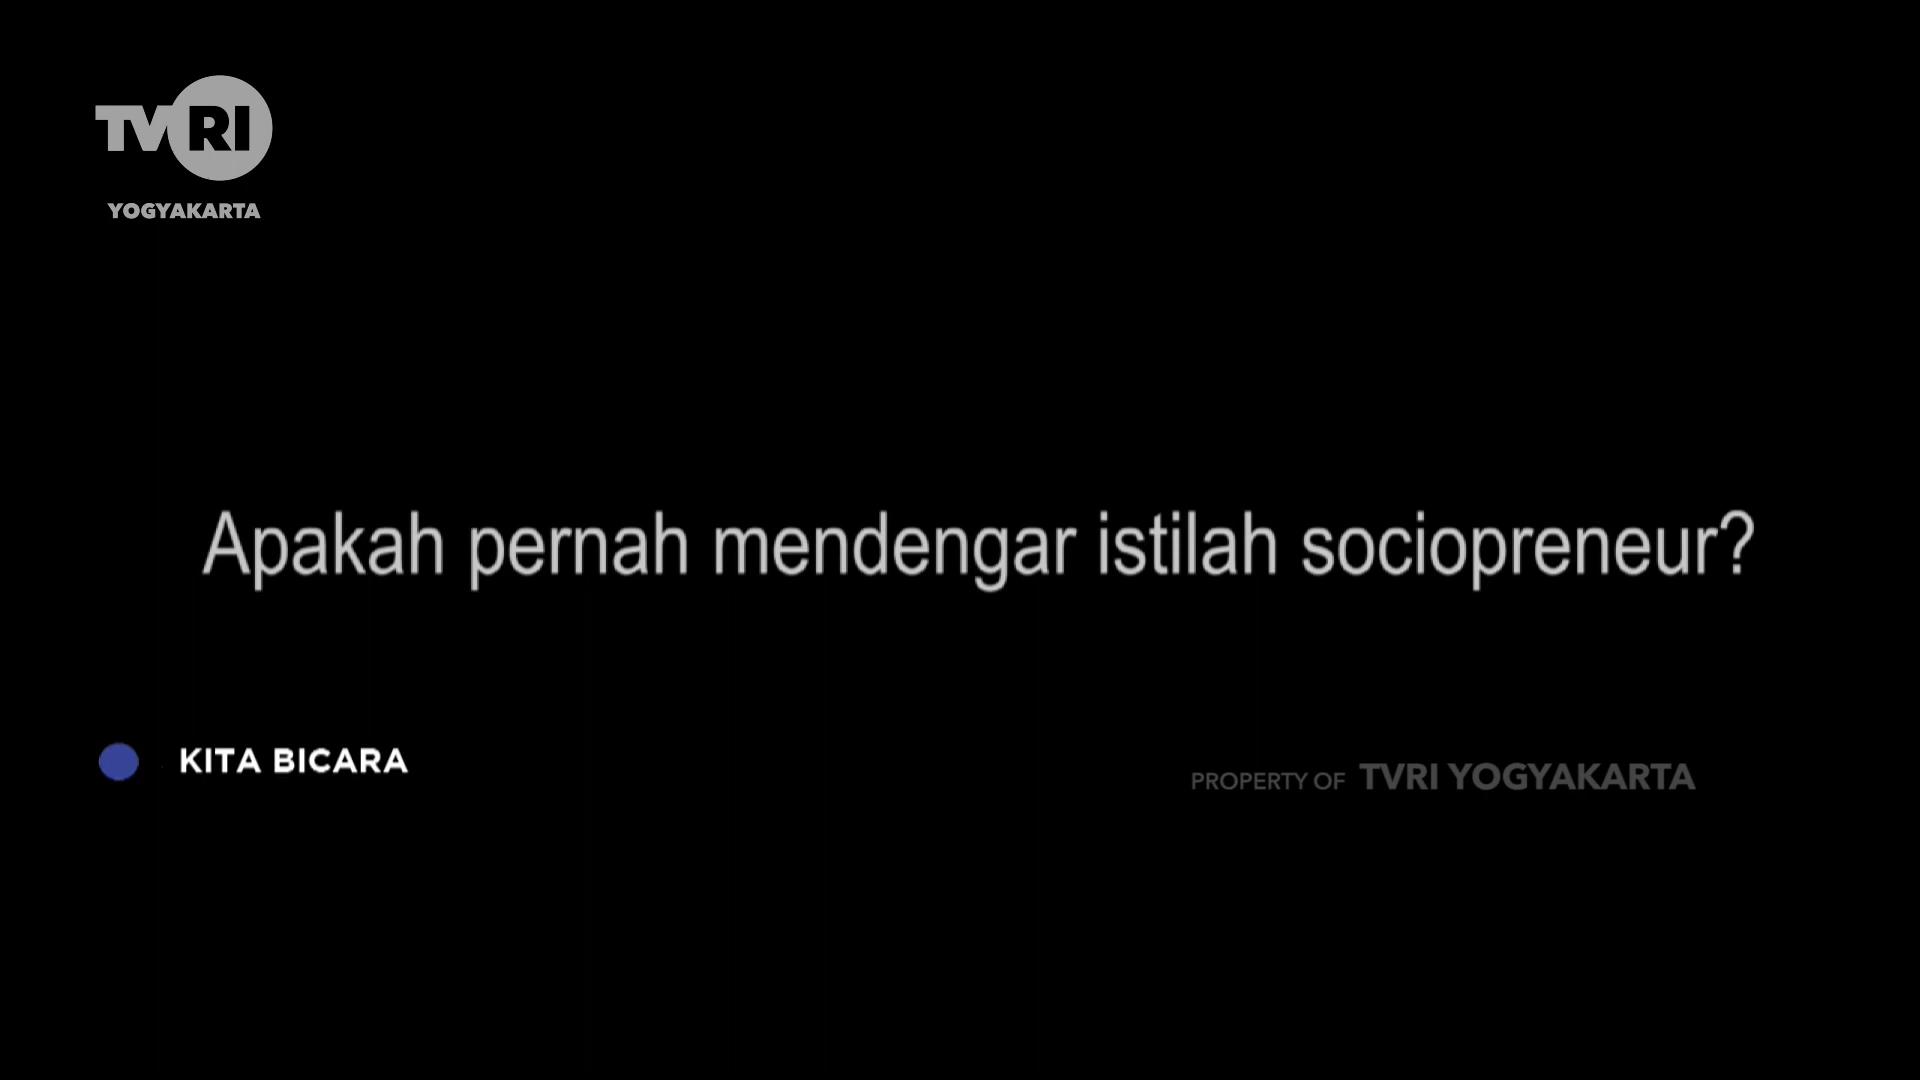 TVRI
YOGYAKARTA
Apakah pernah mendengar istilah sociopreneur?
KITA BICARA
PROPERTY OF TVRI YOGYAKARTA